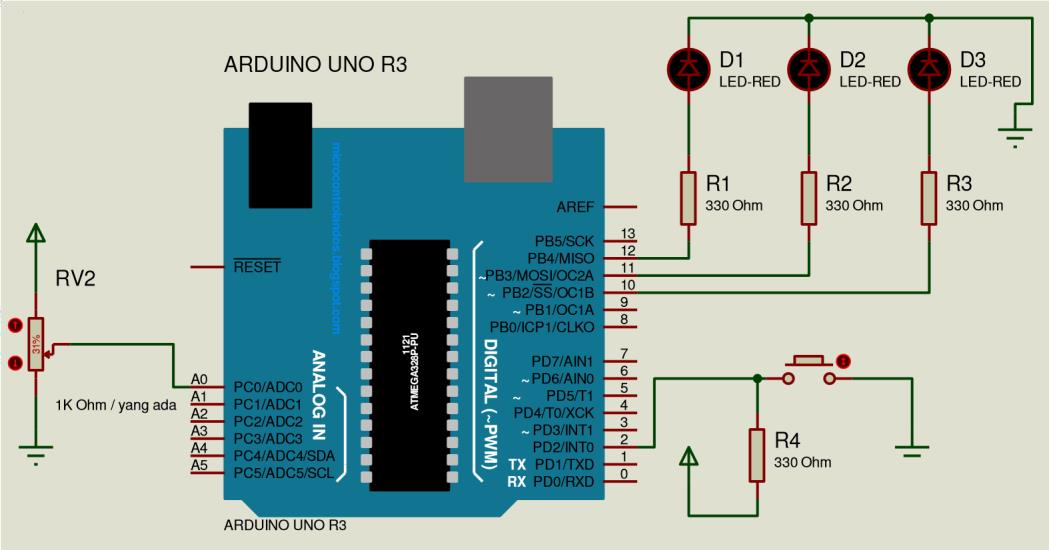 ARDUINO UNO R3
D1
LED-RED
D2
LED-RED
D3
LED-RED
R1
330 Ohm
R2
330 Ohm
R3
330 Ohm
microcontrolandos.blogspot.com
AREF
PB5/SCK 13
PB4/MISO 12
~PB3/MOSI/OC2A 11
~ PB2/SS/OC1B 10
~ PB1/OC1A 9
PB0/ICP1/CLKO 8
RESET
RV2
31%
1K Ohm / yang ada
1121
ATMEGA328P-PU
ANALOG IN
DIGITAL (~PWM)
PD7/AIN1 7
~ PD6/AIN0 6
~ PD5/T1 5
PD4/T0/XCK 4
~ PD3/INT1 3
PD2/INT0 2
TX PD1/TXD 1
RX PD0/RXD 0
A0 PC0/ADC0
A1 PC1/ADC1
A2 PC2/ADC2
A3 PC3/ADC3
A4 PC4/ADC4/SDA
A5 PC5/ADC5/SCL
R4
330 Ohm
ARDUINO UNO R3